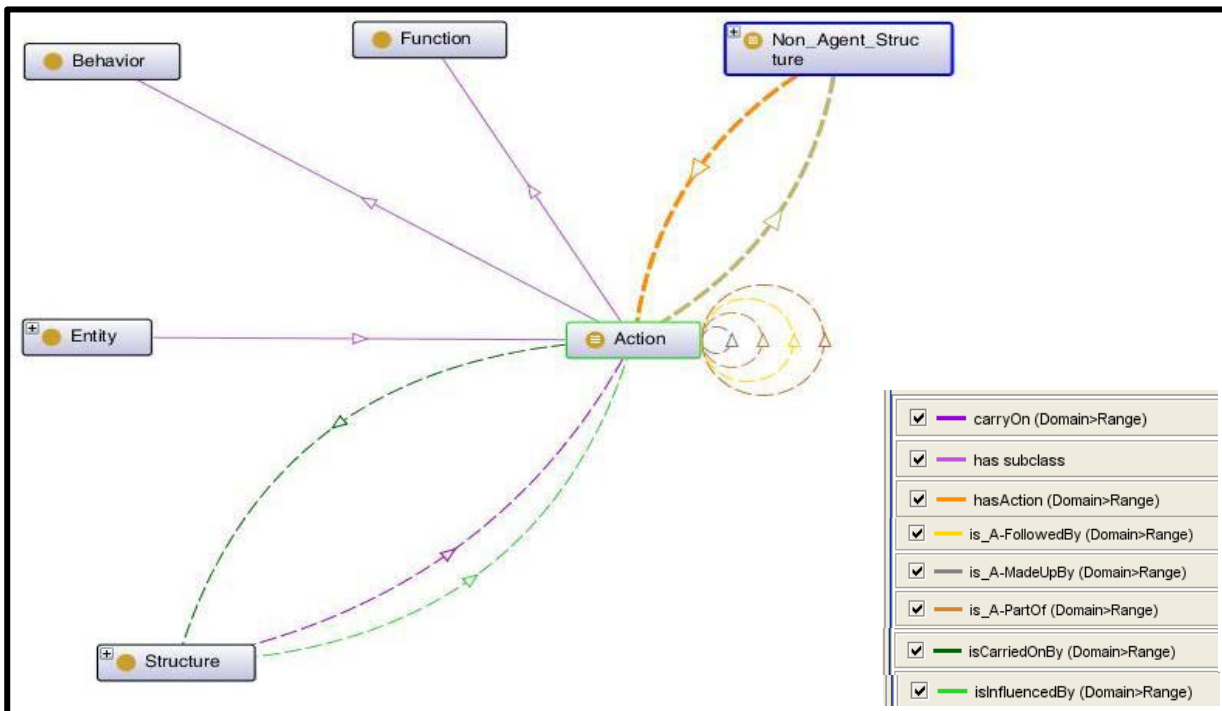 Function
Behavior
Non_Agent_Struc
ture
Entity
Action
Structure
carryOn (Domain>Range)
has subclass
hasAction (Domain>Range)
is_A-FollowedBy (Domain>Range)
is_A-MadeUpBy (Domain>Range)
is_A-PartOf (Domain>Range)
isCarriedOnBy (Domain>Range)
isInfluencedBy (Domain>Range)